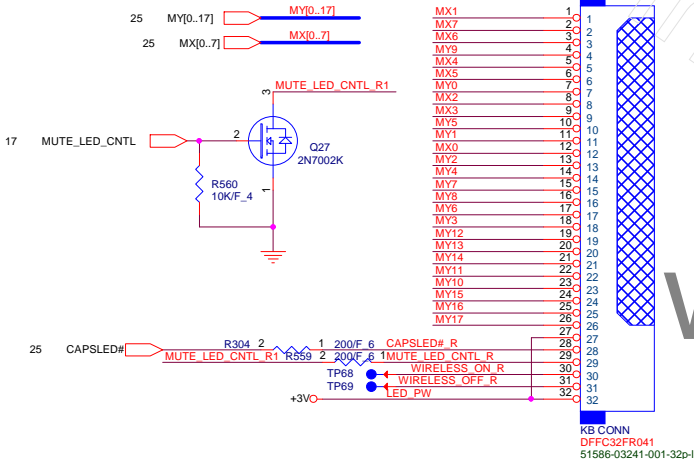 25 MY[0..17] MY[0..17]
25 MX[0..7] MX[0..7]
MUTE_LED_CNTL_R1
3
17 MUTE_LED_CNTL 2
Q27
2N7002K
1
R560
10K/F_4
MX1 1 1
MX7 2 2
MX6 3 3
MY9 4 4
MX4 5 5
MX5 6 6
MY0 7 7
MX2 8 8
MX3 9 9
MY5 10 10
MY1 11 11
MX0 12 12
MY2 13 13
MY4 14 14
MY7 15 15
MY8 16 16
MY6 17 17
MY3 18 18
MY12 19 19
MY13 20 20
MY14 21 21
MY11 22 22
MY10 23 23
MY15 24 24
MY16 25 25
MY17 26 26
27 27
25 CAPSLED# R304 2 1 200/F_6 CAPSLED#_R 28 28
MUTE_LED_CNTL_R1 R559 2 200/F_6 1 MUTE_LED_CNTL_R 29 29
TP68 WIRELESS_ON_R 30 30
TP69 WIRELESS_OFF_R 31 31
+3V LED_PW 32 32
KB CONN
DFFC32FR041
51586-03241-001-32p-l